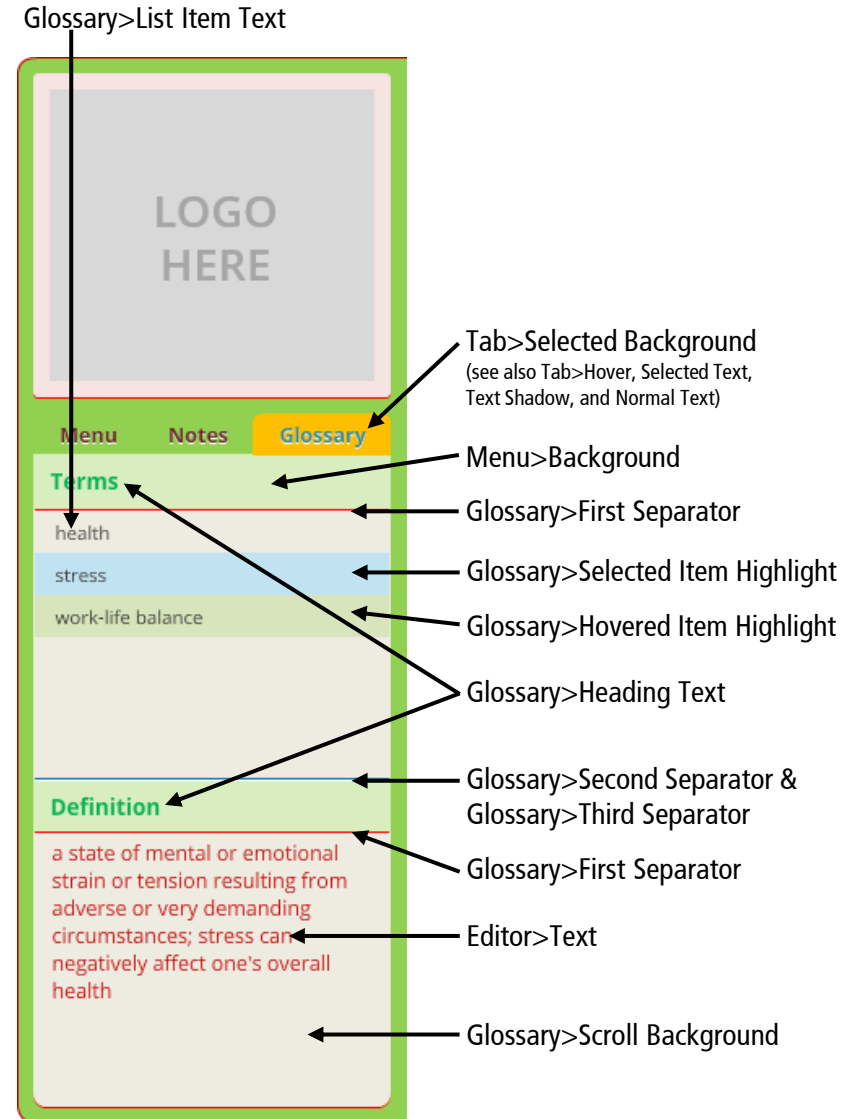 Glossary>List Item Text
LOGO
HERE
Tab>Selected Background
(see also Tab>Hover, Selected Text,
Text Shadow, and Normal Text)
Menu Notes Glossary
Menu>Background
Terms
Glossary>First Separator
health
stress
Glossary>Selected Item Highlight
work-life balance
Glossary>Hovered Item Highlight
Glossary>Heading Text
Glossary>Second Separator &
Glossary>Third Separator
Definition
Glossary>First Separator
a state of mental or emotional
strain or tension resulting from
adverse or very demanding
circumstances; stress can
negatively affect one's overall
health
Editor>Text
Glossary>Scroll Background